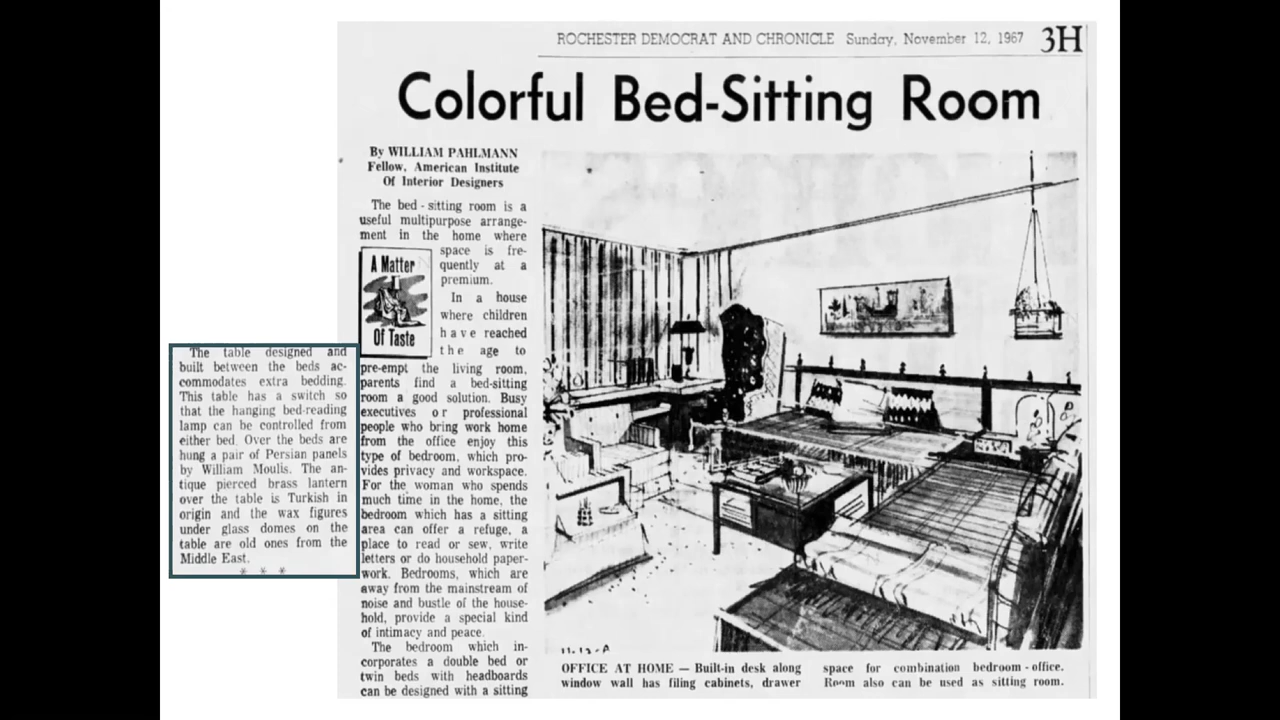 ROCHESTER DEMOCRAT AND CHRONICLE Sunday, November 12, 1967 3H
Colorful Bed-Sitting Room
By WILLIAM PAHLMANN
Fellow, American Institute
Of Interior Designers
The bed - sitting room is a
useful multipurpose arrange-
ment in the home where
space is fre-
quently at a
premium.
A Matter
Of Taste
In a house
where children
have reached
the age to
pre-empt the living room,
parents find a bed-sitting
room a good solution. Busy
executives or professional
people who bring work home
from the office enjoy this
type of bedroom, which pro-
vides privacy and workspace.
For the woman who spends
much time in the home, the
bedroom which has a sitting
area can offer a refuge, a
place to read or sew, write
letters or do household paper-
work. Bedrooms, which are
away from the mainstream of
noise and bustle of the house-
hold, provide a special kind
of intimacy and peace.
The bedroom which in-
corporates a double bed or
twin beds with headboards
can be designed with a sitting
The table designed and
built between the beds ac-
commodates extra bedding.
This table has a switch so
that the hanging bed-reading
lamp can be controlled from
either bed. Over the beds are
hung a pair of Persian panels
by William Moulis. The an-
tique pierced brass lantern
over the table is Turkish in
origin and the wax figures
under glass domes on the
table are old ones from the
Middle East.
* * *
11-12-A
OFFICE AT HOME — Built-in desk along
window wall has filing cabinets, drawer
space for combination bedroom - office.
Room also can be used as sitting room.